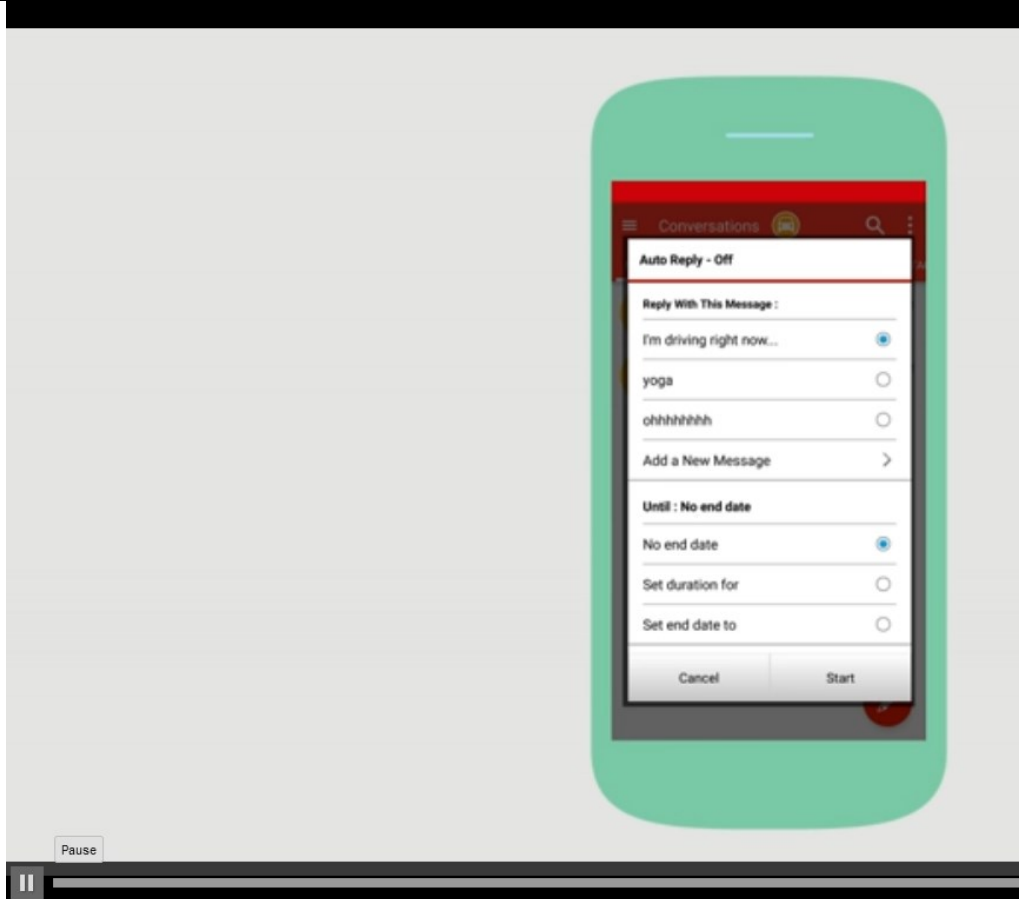 Conversations
Auto Reply - Off
Reply With This Message :
I'm driving right now...
yoga
ohhhhhhhh
Add a New Message
Until : No end date
No end date
Set duration for
Set end date to
Cancel Start
Pause